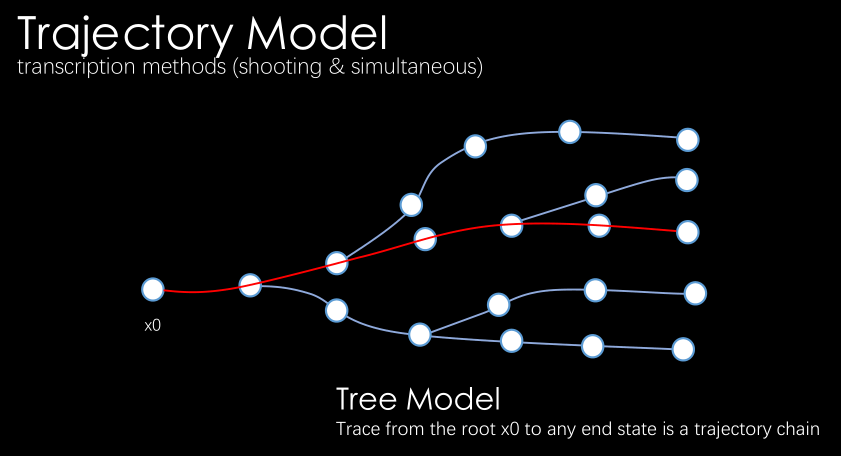 Trajectory Model
transcription methods (shooting & simultaneous)
x0
Tree Model
Trace from the root x0 to any end state is a trajectory chain